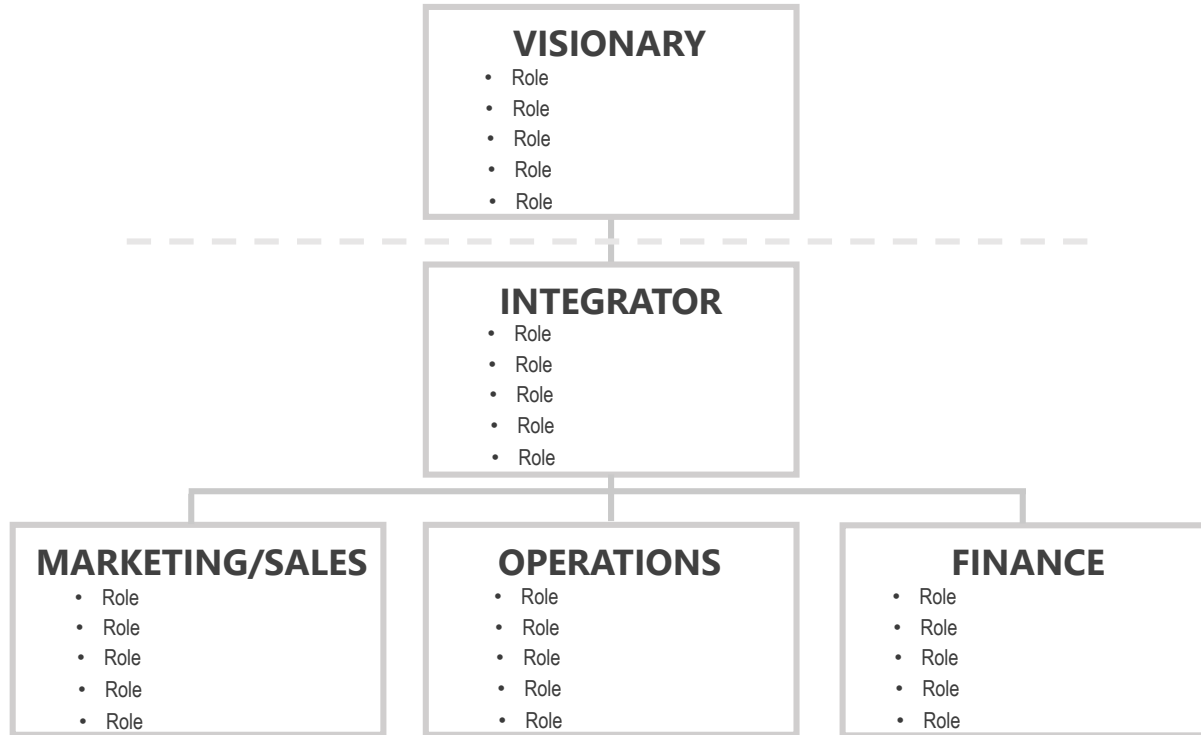 VISIONARY
• Role
• Role
• Role
• Role
• Role
INTEGRATOR
• Role
• Role
• Role
• Role
• Role
MARKETING/SALES
• Role
• Role
• Role
• Role
• Role
OPERATIONS
• Role
• Role
• Role
• Role
• Role
FINANCE
• Role
• Role
• Role
• Role
• Role